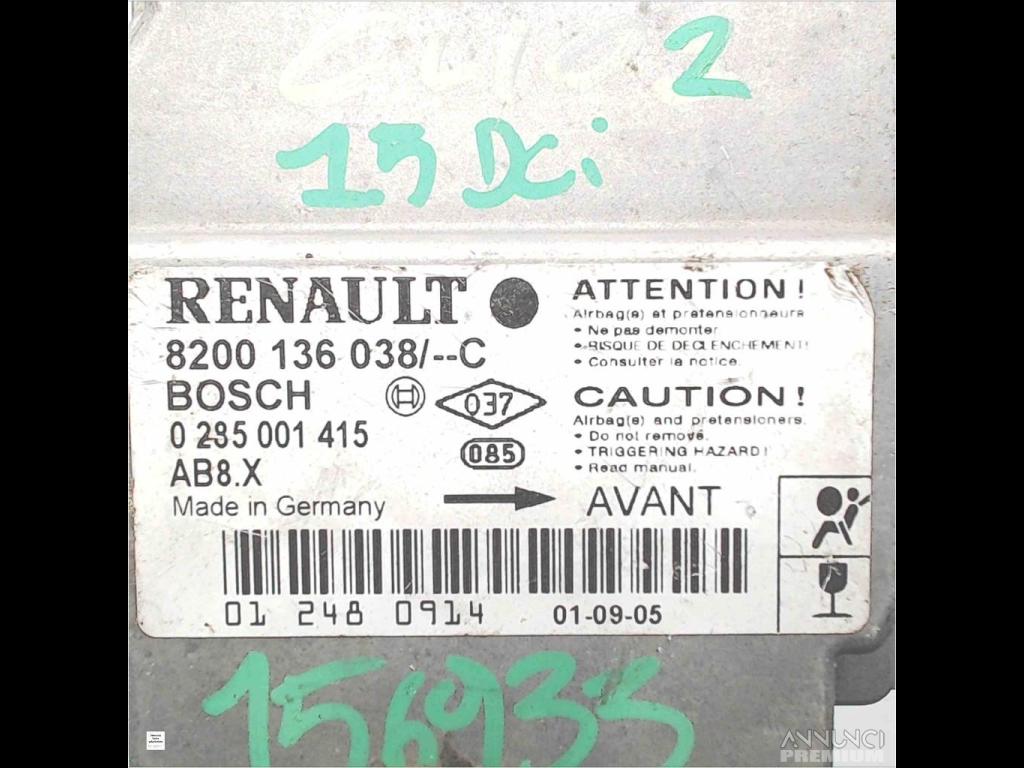 CLIO 2
15 DCi
RENAULT
8200 136 038/--C
BOSCH
037
0 285 001 415
085
AB8.X
Made in Germany
ATTENTION !
Airbag(s) et pretensionneurs
• Ne pas demonter
• RISQUE DE DECLENCHEMENT!
• Consulter la notice.
CAUTION !
Airbag(s) and pretensioners.
• Do not remove.
• TRIGGERING HAZARD!
• Read manual.
AVANT
01 248 0914
01-09-05
156933
ANNUNCI
PREMIUM